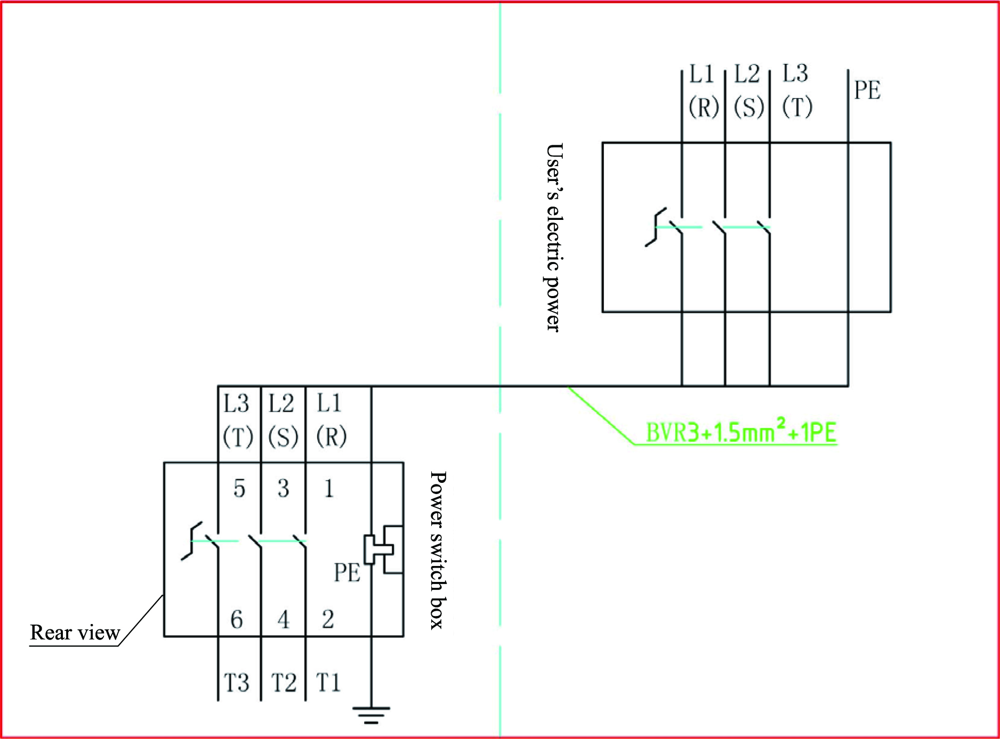 L1 L2 L3 PE
(R) (S) (T)
User's electric power
BVR3+1.5mm²+1PE
L3 L2 L1
(T) (S) (R)
5 3 1
PE
6 4 2
Power switch box
Rear view
T3 T2 T1